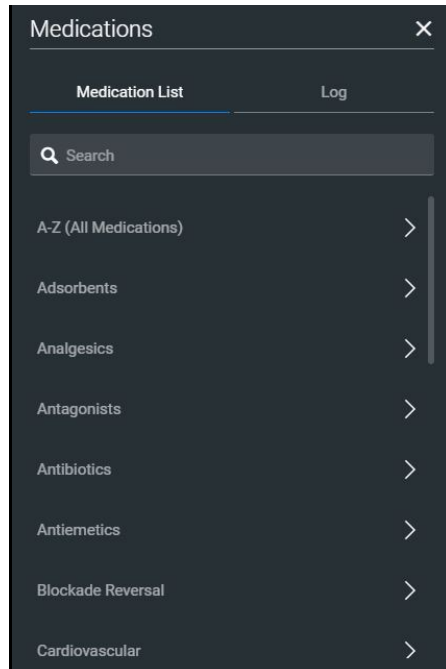 Medications
Medication List
Log
Search
A-Z (All Medications)
Adsorbents
Analgesics
Antagonists
Antibiotics
Antiemetics
Blockade Reversal
Cardiovascular